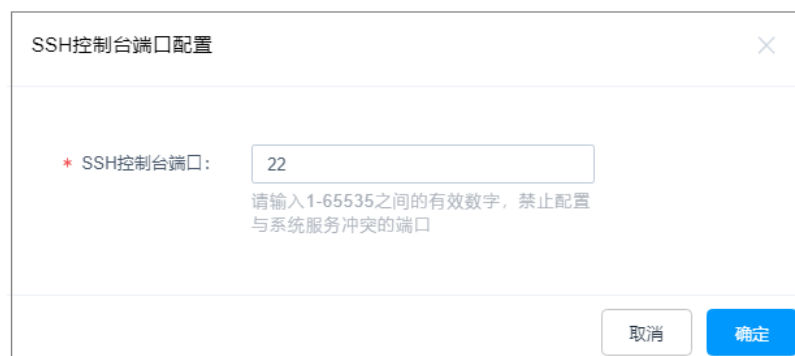 SSH控制台端口配置
* SSH控制台端口：
22
请输入1-65535之间的有效数字，禁止配置
与系统服务冲突的端口
取消
确定